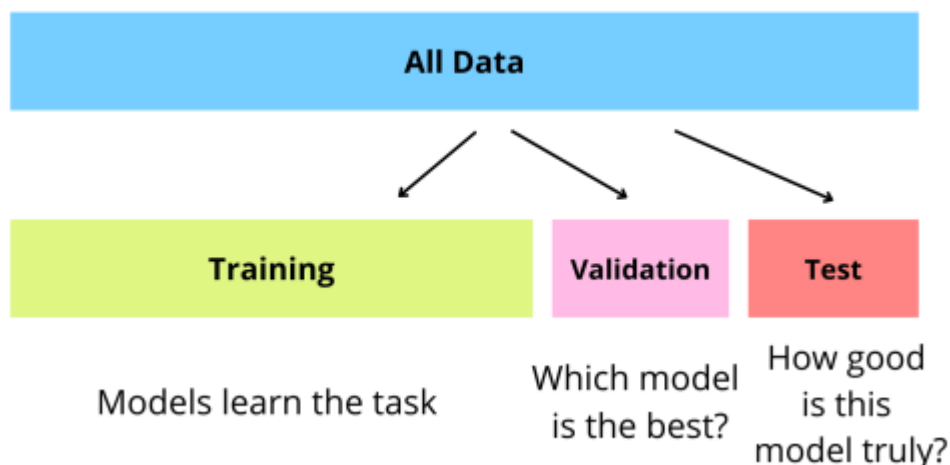 All Data
Training
Validation
Test
Models learn the task
Which model
is the best?
How good
is this
model truly?